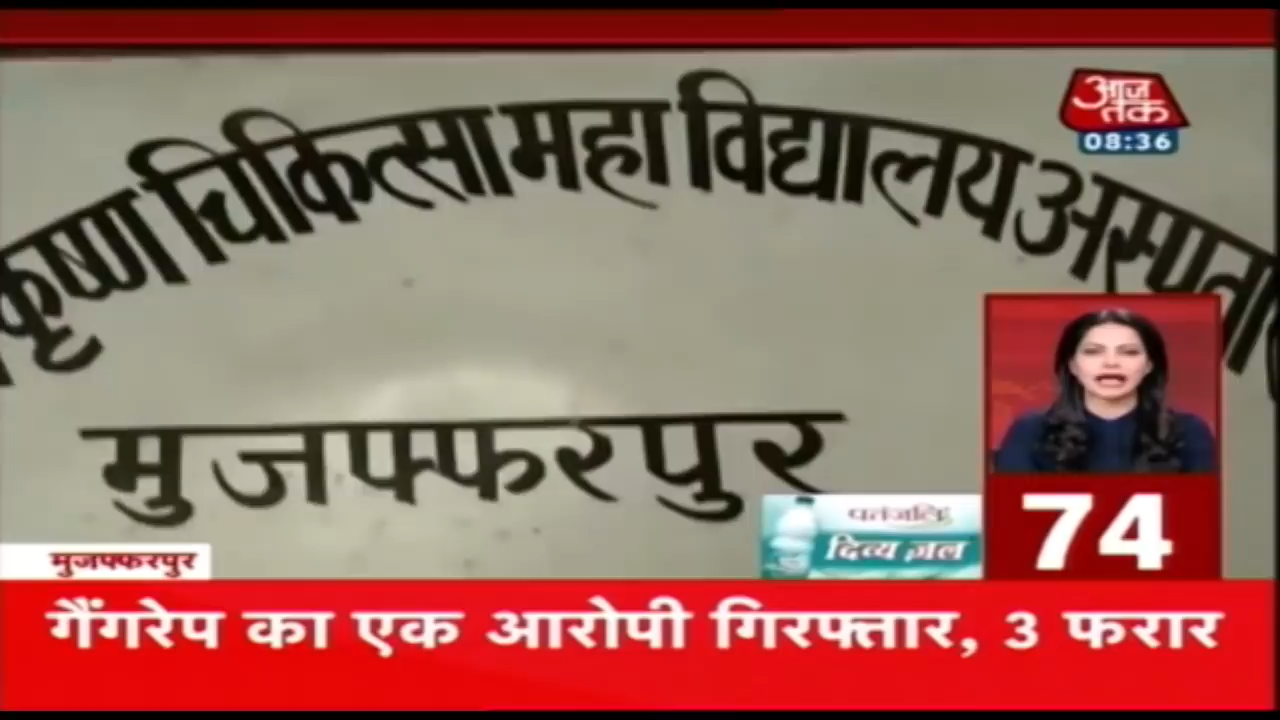 आज
तक
08:36
कृष्ण चिकित्सा महा विद्यालय अस्पताल
मुजफ्फरपुर
पतंजलि
दिव्य जल
74
मुजफ्फरपुर
गैंगरेप का एक आरोपी गिरफ्तार, 3 फरार